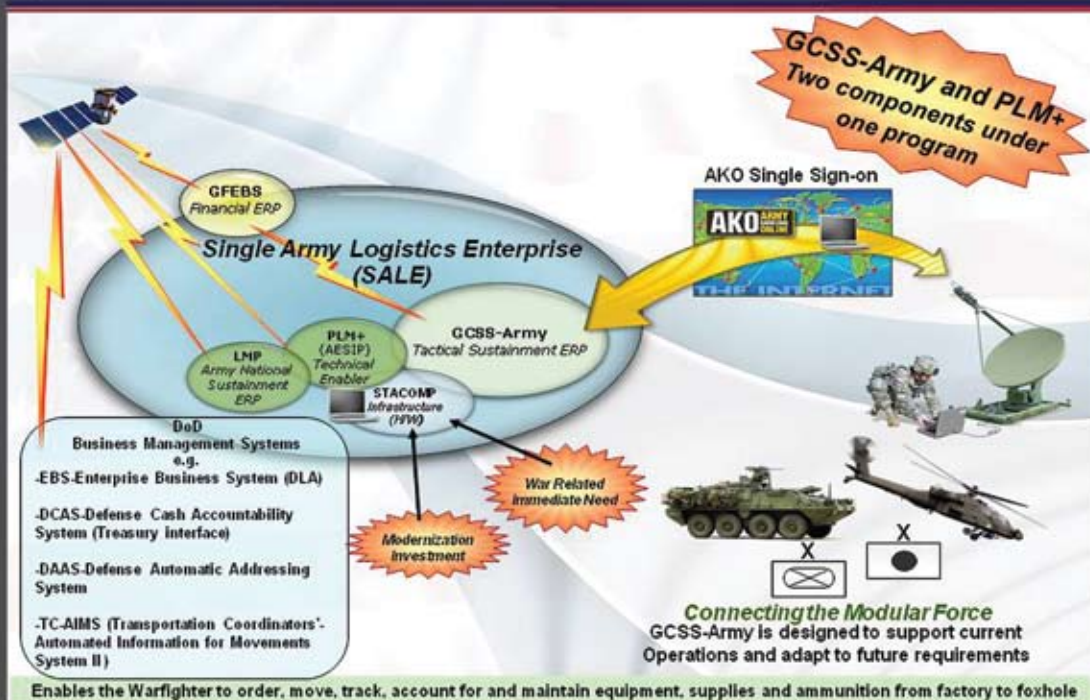 GCSS-Army and PLM+
Two components under
one program
AKO Single Sign-on
AKO
ARMY
KNOWLEDGE
ONLINE
THE INTERNET
GFEBS
Financial ERP
Single Army Logistics Enterprise
(SALE)
GCSS-Army
Tactical Sustainment ERP
PLM+
(AESIP)
Technical
Enabler
LMP
Army National
Sustainment
ERP
STACOMP
Infrastructure
(H/W)
DoD
Business Management Systems
e.g.
-EBS-Enterprise Business System (DLA)
-DCAS-Defense Cash Accountability
System (Treasury interface)
-DAAS-Defense Automatic Addressing
System
-TC-AIMS (Transportation Coordinators'-
Automated Information for Movements
System II)
War Related
Immediate Need
Modernization
Investment
X
X
Connecting the Modular Force
GCSS-Army is designed to support current
Operations and adapt to future requirements
Enables the Warfighter to order, move, track, account for and maintain equipment, supplies and ammunition from factory to foxhole